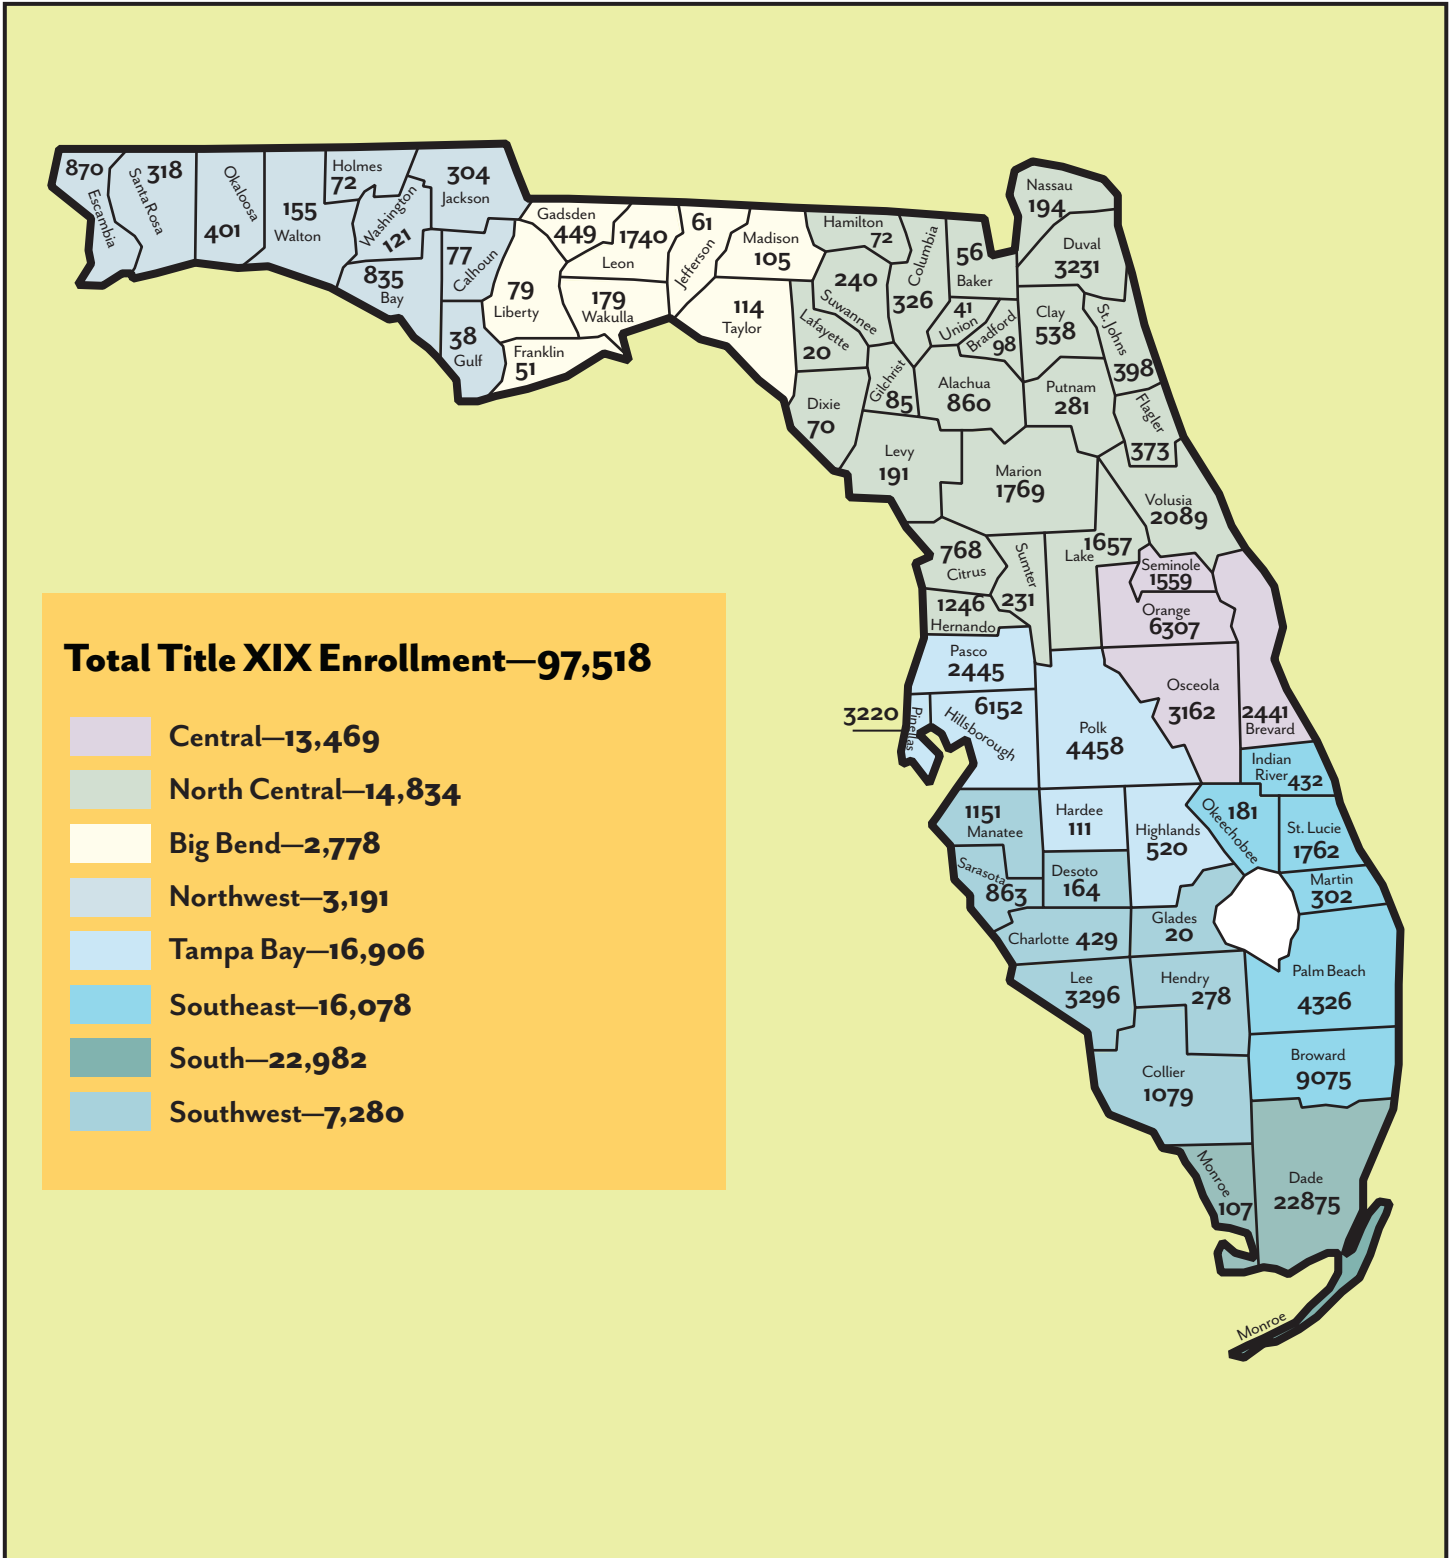 870
Escambia
318
Santa Rosa
Okaloosa
401
155
Walton
Holmes
72
Washington
121
304
Jackson
835
Bay
77
Calhoun
38
Gulf
Gadsden
449
1740
Leon
79
Liberty
179
Wakulla
Franklin
51
61
Jefferson
Madison
105
114
Taylor
Hamilton
72
240
Suwannee
Lafayette
20
Dixie
70
Columbia
326
56
Baker
41
Union
Bradford
98
Gilchrist
85
Nassau
194
Duval
3231
Clay
538
St. Johns
398
Alachua
860
Putnam
281
Flagler
373
Levy
191
Marion
1769
Volusia
2089
768
Citrus
Sumter
231
1657
Lake
1246
Hernando
Seminole
1559
Orange
6307
Pasco
2445
Osceola
3162
2441
Brevard
3220
Pinellas
6152
Hillsborough
Polk
4458
Indian
River 432
1151
Manatee
Hardee
111
Highlands
520
181
Okeechobee
St. Lucie
1762
Sarasota
863
Desoto
164
Martin
302
Charlotte 429
Glades
20
Lee
3296
Hendry
278
Palm Beach
4326
Collier
1079
Broward
9075
Monroe
107
Dade
22875
Monroe
Total Title XIX Enrollment—97,518
Central—13,469
North Central—14,834
Big Bend—2,778
Northwest—3,191
Tampa Bay—16,906
Southeast—16,078
South—22,982
Southwest—7,280